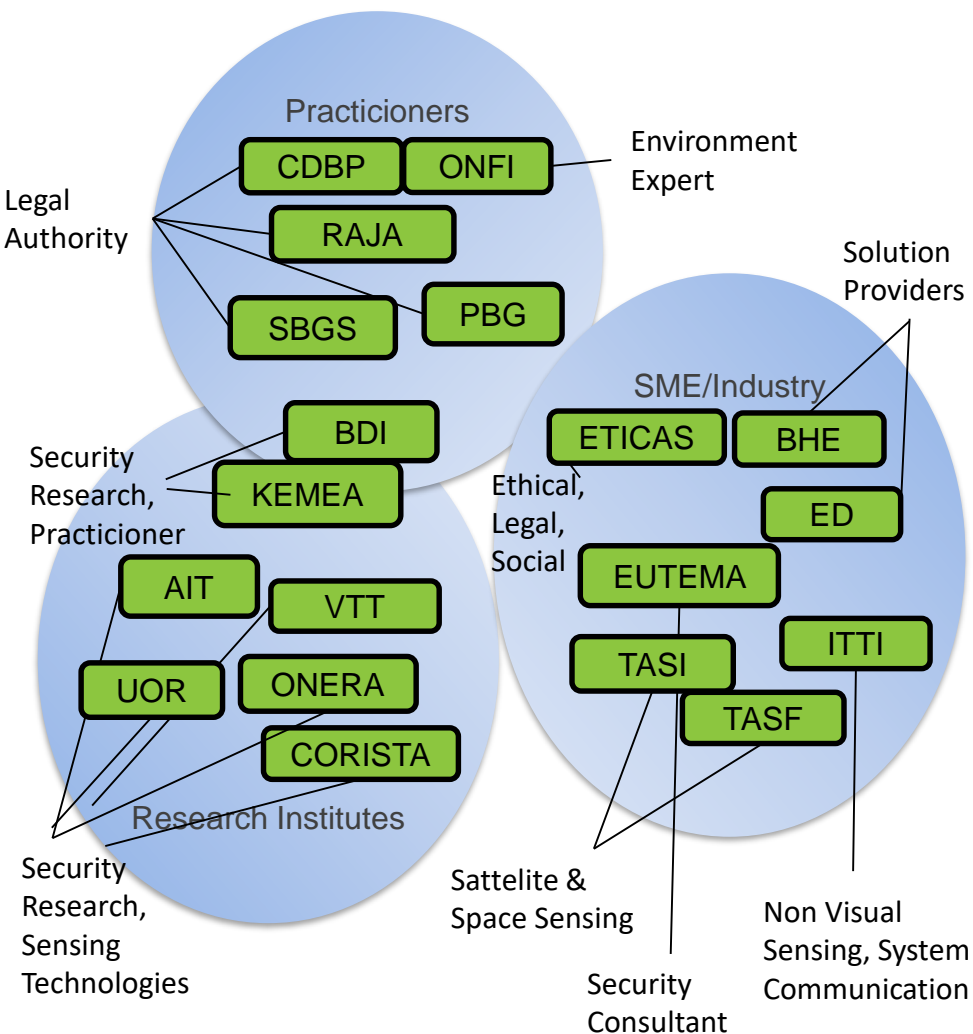 Practicioners
CDBP
ONFI
Environment
Expert
Legal
Authority
RAJA
SBGS
PBG
Solution
Providers
SME/Industry
ETICAS
BHE
BDI
KEMEA
Security
Research,
Practicioner
Ethical,
Legal,
Social
ED
EUTEMA
AIT
VTT
UOR
ONERA
CORISTA
Research Institutes
TASI
TASF
ITTI
Security
Research,
Sensing
Technologies
Sattelite &
Space Sensing
Security
Consultant
Non Visual
Sensing, System
Communication